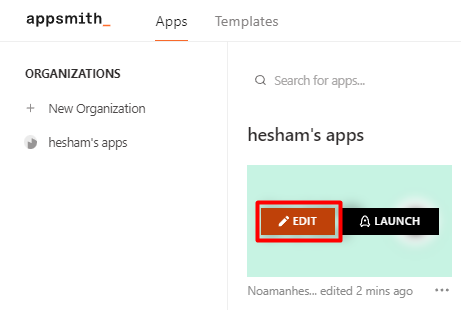 appsmith_
Apps
Templates
ORGANIZATIONS
+ New Organization
hesham's apps
Search for apps...
hesham's apps
EDIT
LAUNCH
Noamanhes... edited 2 mins ago